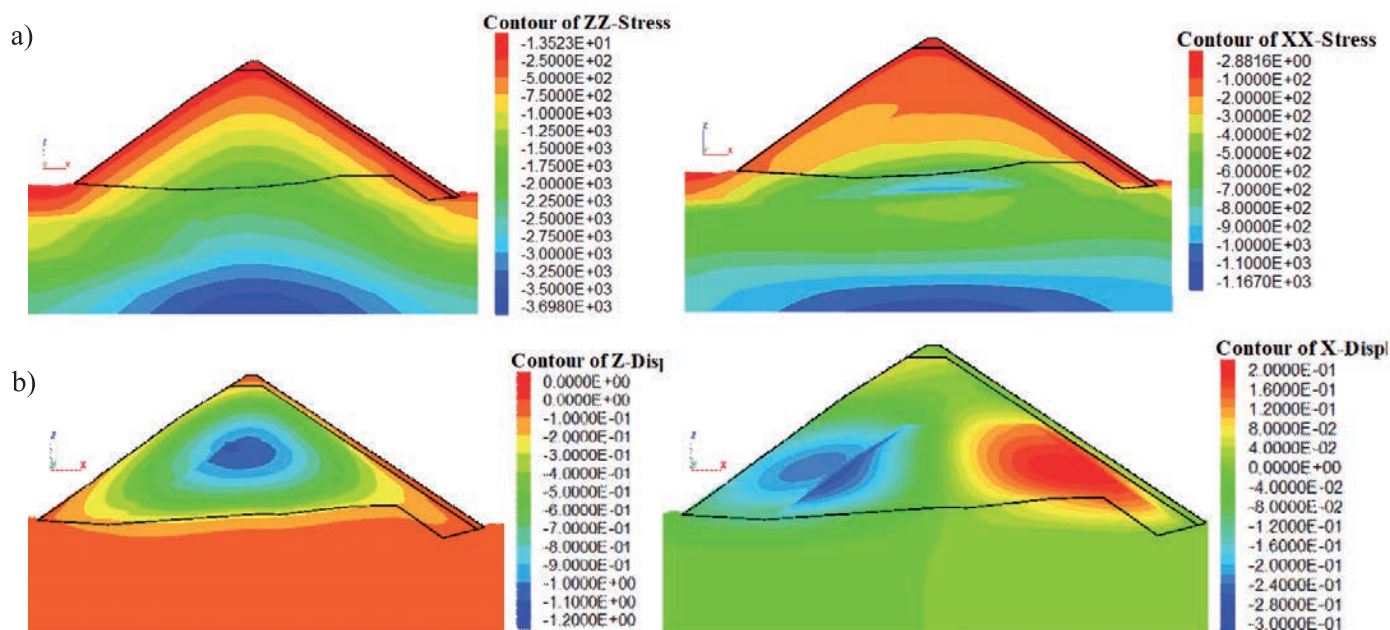 a)
Contour of ZZ-Stress
-1.3523E+01
-2.5000E+02
-5.0000E+02
-7.5000E+02
-1.0000E+03
-1.2500E+03
-1.5000E+03
-1.7500E+03
-2.0000E+03
-2.2500E+03
-2.5000E+03
-2.7500E+03
-3.0000E+03
-3.2500E+03
-3.5000E+03
-3.6980E+03
z
x
Contour of XX-Stress
-2.8816E+00
-1.0000E+02
-2.0000E+02
-3.0000E+02
-4.0000E+02
-5.0000E+02
-6.0000E+02
-7.0000E+02
-8.0000E+02
-9.0000E+02
-1.0000E+03
-1.1000E+03
-1.1670E+03
z
x
b)
Contour of Z-Disp
0.0000E+00
0.0000E+00
-1.0000E-01
-2.0000E-01
-3.0000E-01
-4.0000E-01
-5.0000E-01
-6.0000E-01
-7.0000E-01
-8.0000E-01
-9.0000E-01
-1.0000E+00
-1.1000E+00
-1.2000E+00
z
x
Contour of X-Displ
2.0000E-01
1.6000E-01
1.2000E-01
8.0000E-02
4.0000E-02
0.0000E+00
-4.0000E-02
-8.0000E-02
-1.2000E-01
-1.6000E-01
-2.0000E-01
-2.4000E-01
-2.8000E-01
-3.0000E-01
z
x